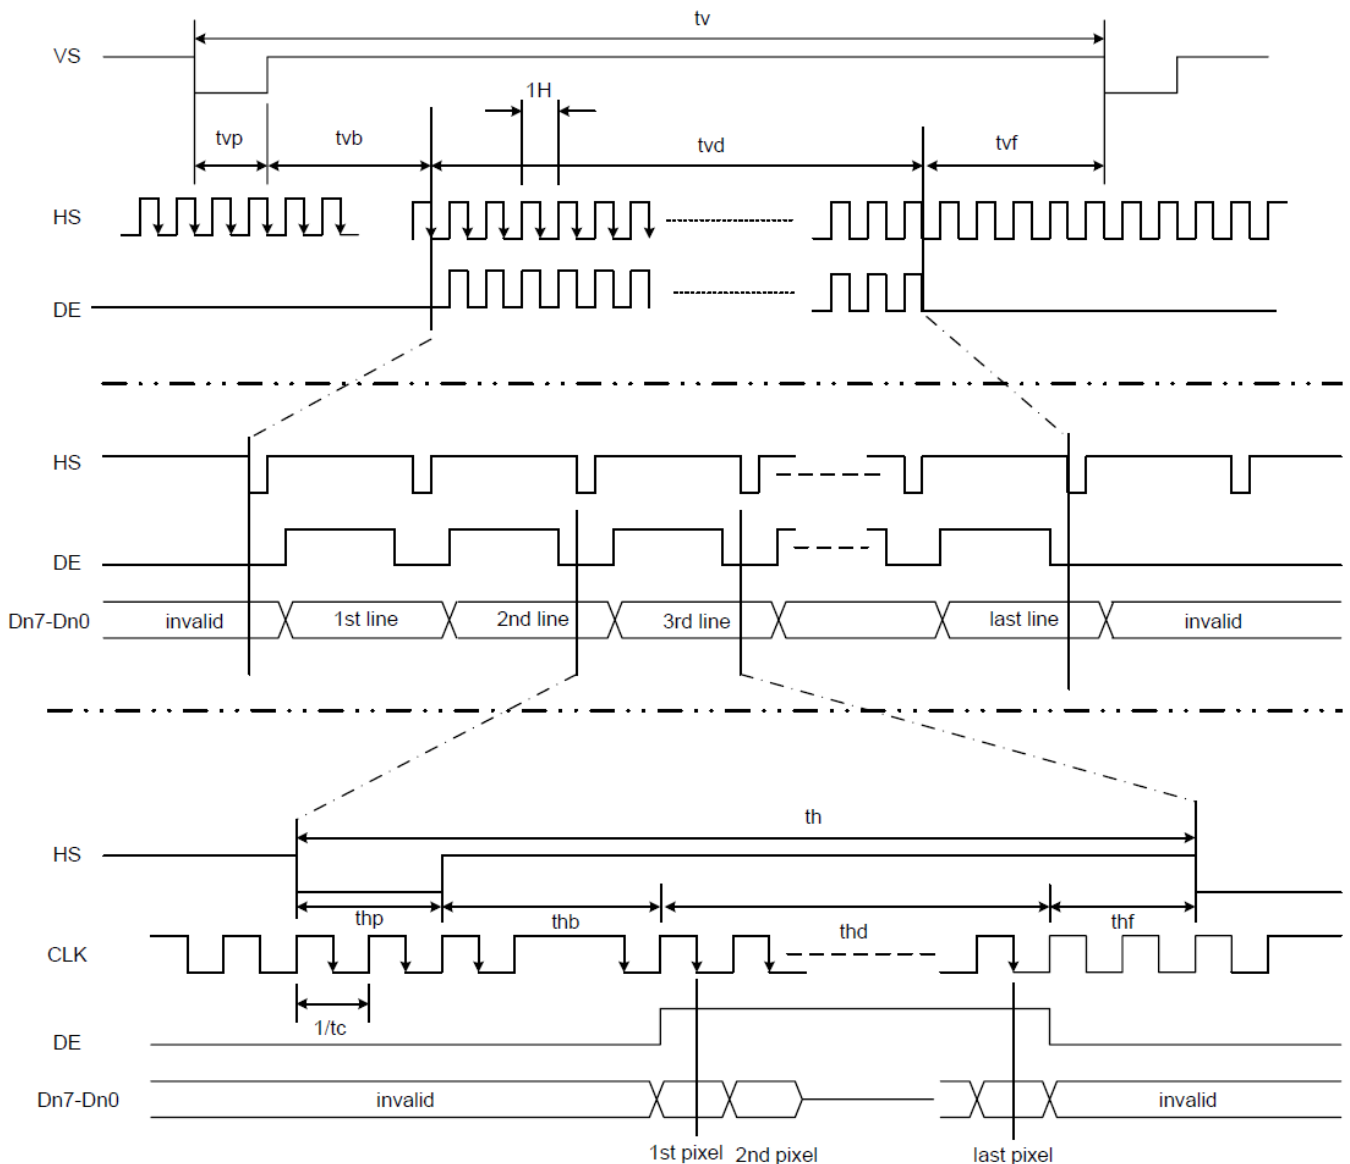 tv
VS
1H
tvp
tvb
tvd
tvf
HS
DE
HS
DE
Dn7-Dn0
invalid
1st line
2nd line
3rd line
last line
invalid
th
HS
thp
thb
thd
thf
CLK
1/tc
DE
Dn7-Dn0
invalid
invalid
1st pixel
2nd pixel
last pixel